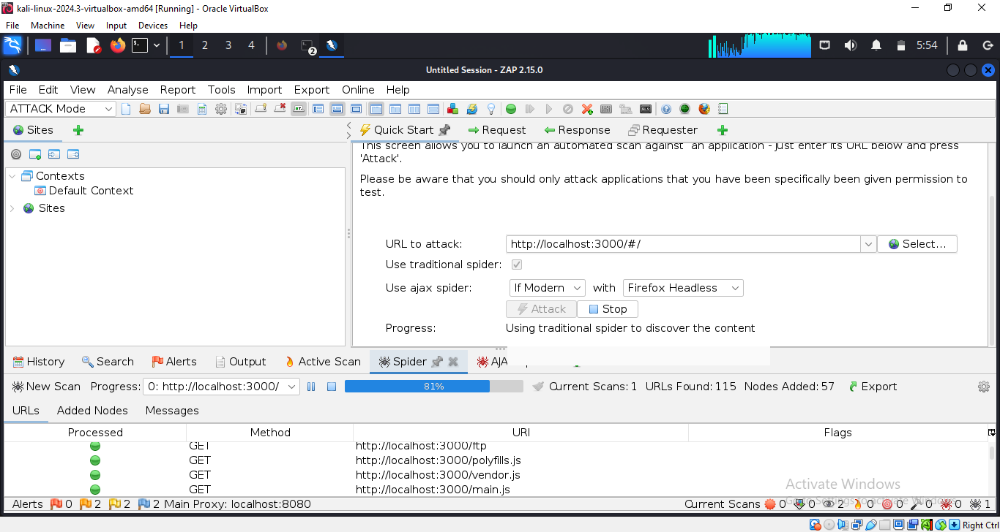 kali-linux-2024.3-virtualbox-amd64 [Running] - Oracle VirtualBox
File Machine View Input Devices Help
1 2 3 4 2 5:54
Untitled Session - ZAP 2.15.0
File Edit View Analyse Report Tools Import Export Online Help
ATTACK Mode
Sites
Quick Start Request Response Requester
This screen allows you to launch an automated scan against an application - just enter its URL below and press
'Attack'.
Please be aware that you should only attack applications that you have been specifically been given permission to
test.
Contexts
Default Context
Sites
URL to attack: http://localhost:3000/#/ Select...
Use traditional spider:
Use ajax spider: If Modern with Firefox Headless
Attack Stop
Progress: Using traditional spider to discover the content
History Search Alerts Output Active Scan Spider AJA
New Scan Progress: 0: http://localhost:3000/ 81% Current Scans: 1 URLs Found: 115 Nodes Added: 57 Export
URLs Added Nodes Messages
Processed Method URI Flags
GET http://localhost:3000/ftp
GET http://localhost:3000/polyfills.js
GET http://localhost:3000/vendor.js
GET http://localhost:3000/main.js
Activate Windows
Go to Settings to activate Windows.
Alerts 0 2 2 2 Main Proxy: localhost:8080 Current Scans 0 0 2 0 0 0 0 1
Right Ctrl